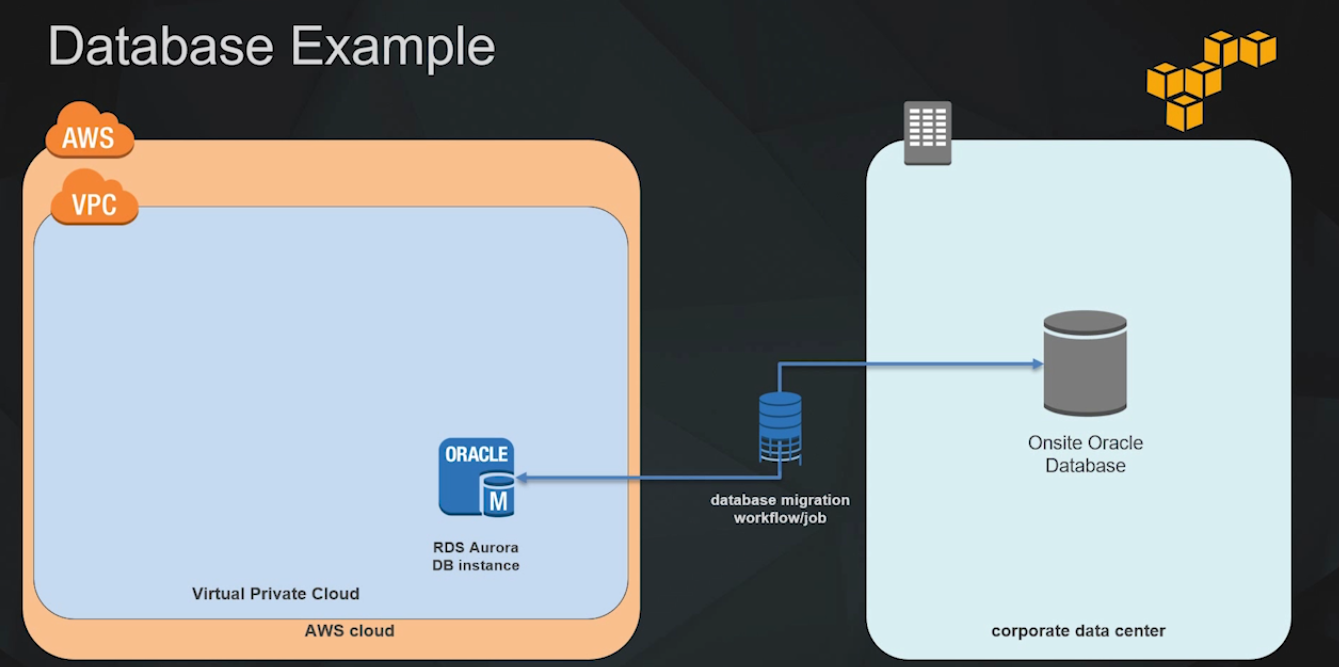 Database Example
AWS
VPC
ORACLE
M
RDS Aurora
DB instance
Virtual Private Cloud
AWS cloud
database migration
workflow/job
Onsite Oracle
Database
corporate data center